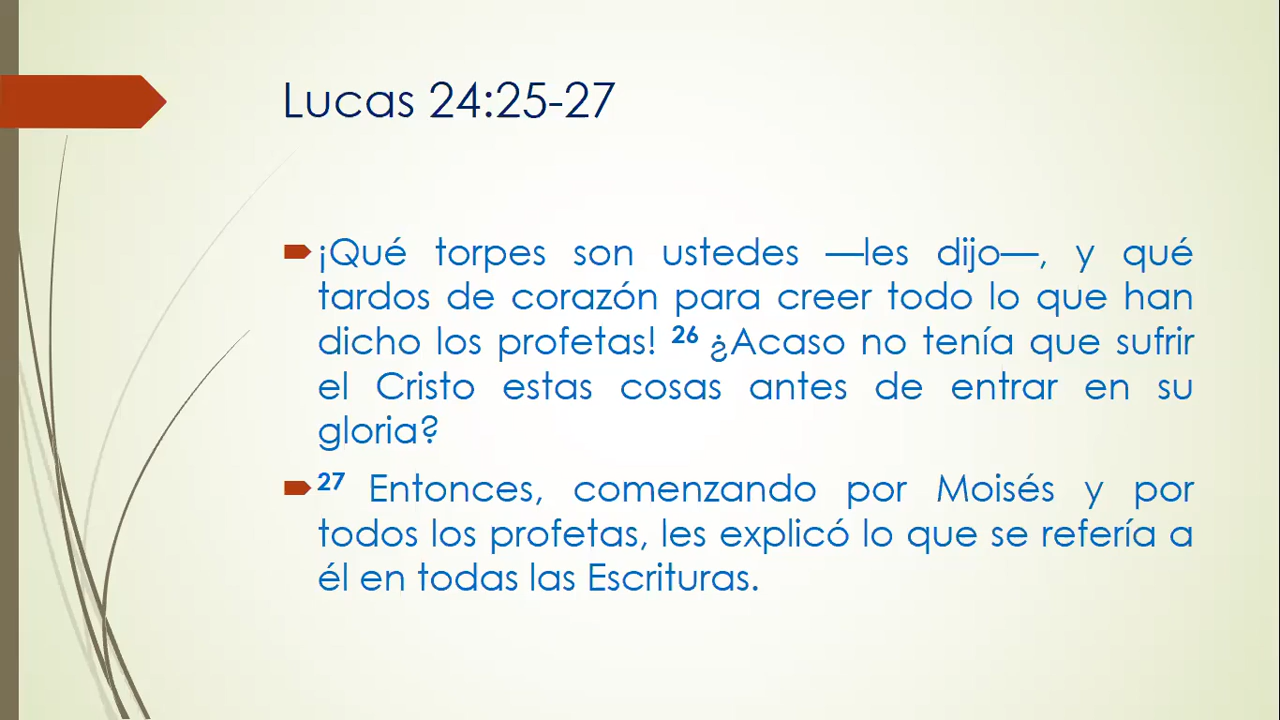 Lucas 24:25-27
¡Qué torpes son ustedes —les dijo—, y qué
tardos de corazón para creer todo lo que han
dicho los profetas! 26 ¿Acaso no tenía que sufrir
el Cristo estas cosas antes de entrar en su
gloria?
27 Entonces, comenzando por Moisés y por
todos los profetas, les explicó lo que se refería a
él en todas las Escrituras.